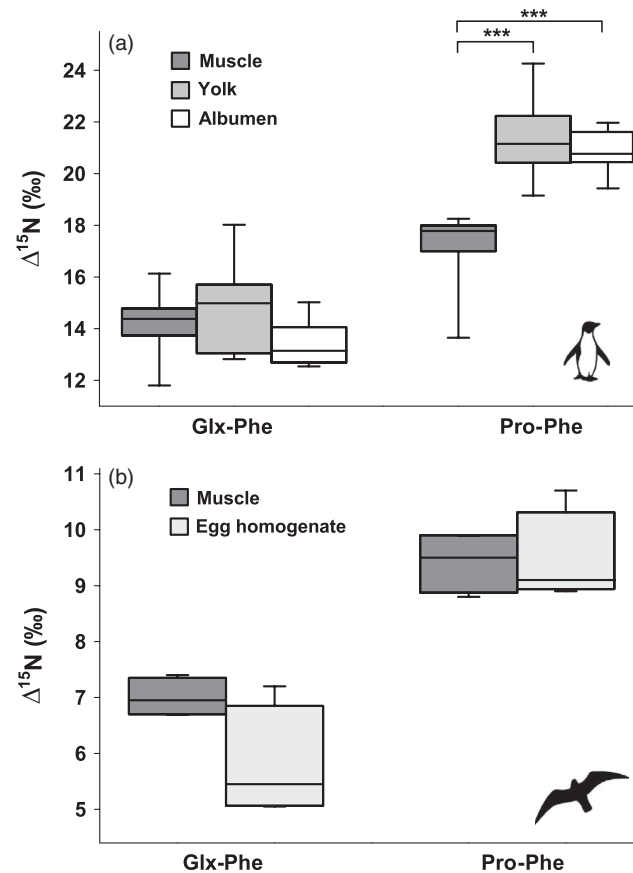 (a)
Muscle
Yolk
Albumen
***
***
24
22
20
18
16
14
12
Δ15N (‰)
Glx-Phe Pro-Phe
(b)
Muscle
Egg homogenate
11
10
9
8
7
6
5
Δ15N (‰)
Glx-Phe Pro-Phe